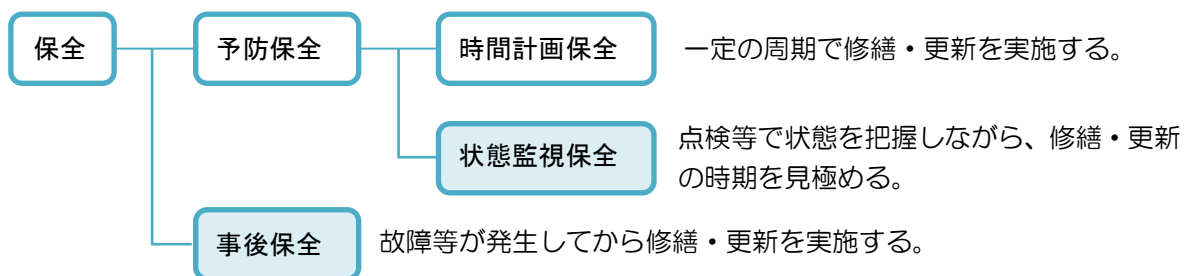 保全
予防保全
時間計画保全
一定の周期で修繕・更新を実施する。
状態監視保全
点検等で状態を把握しながら、修繕・更新
の時期を見極める。
事後保全
故障等が発生してから修繕・更新を実施する。